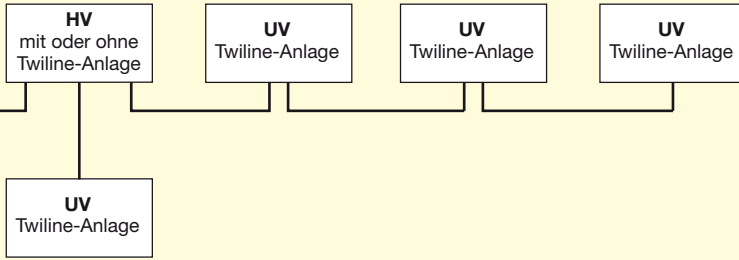 HV
mit oder ohne
Twiline-Anlage
UV
Twiline-Anlage
UV
Twiline-Anlage
UV
Twiline-Anlage
UV
Twiline-Anlage